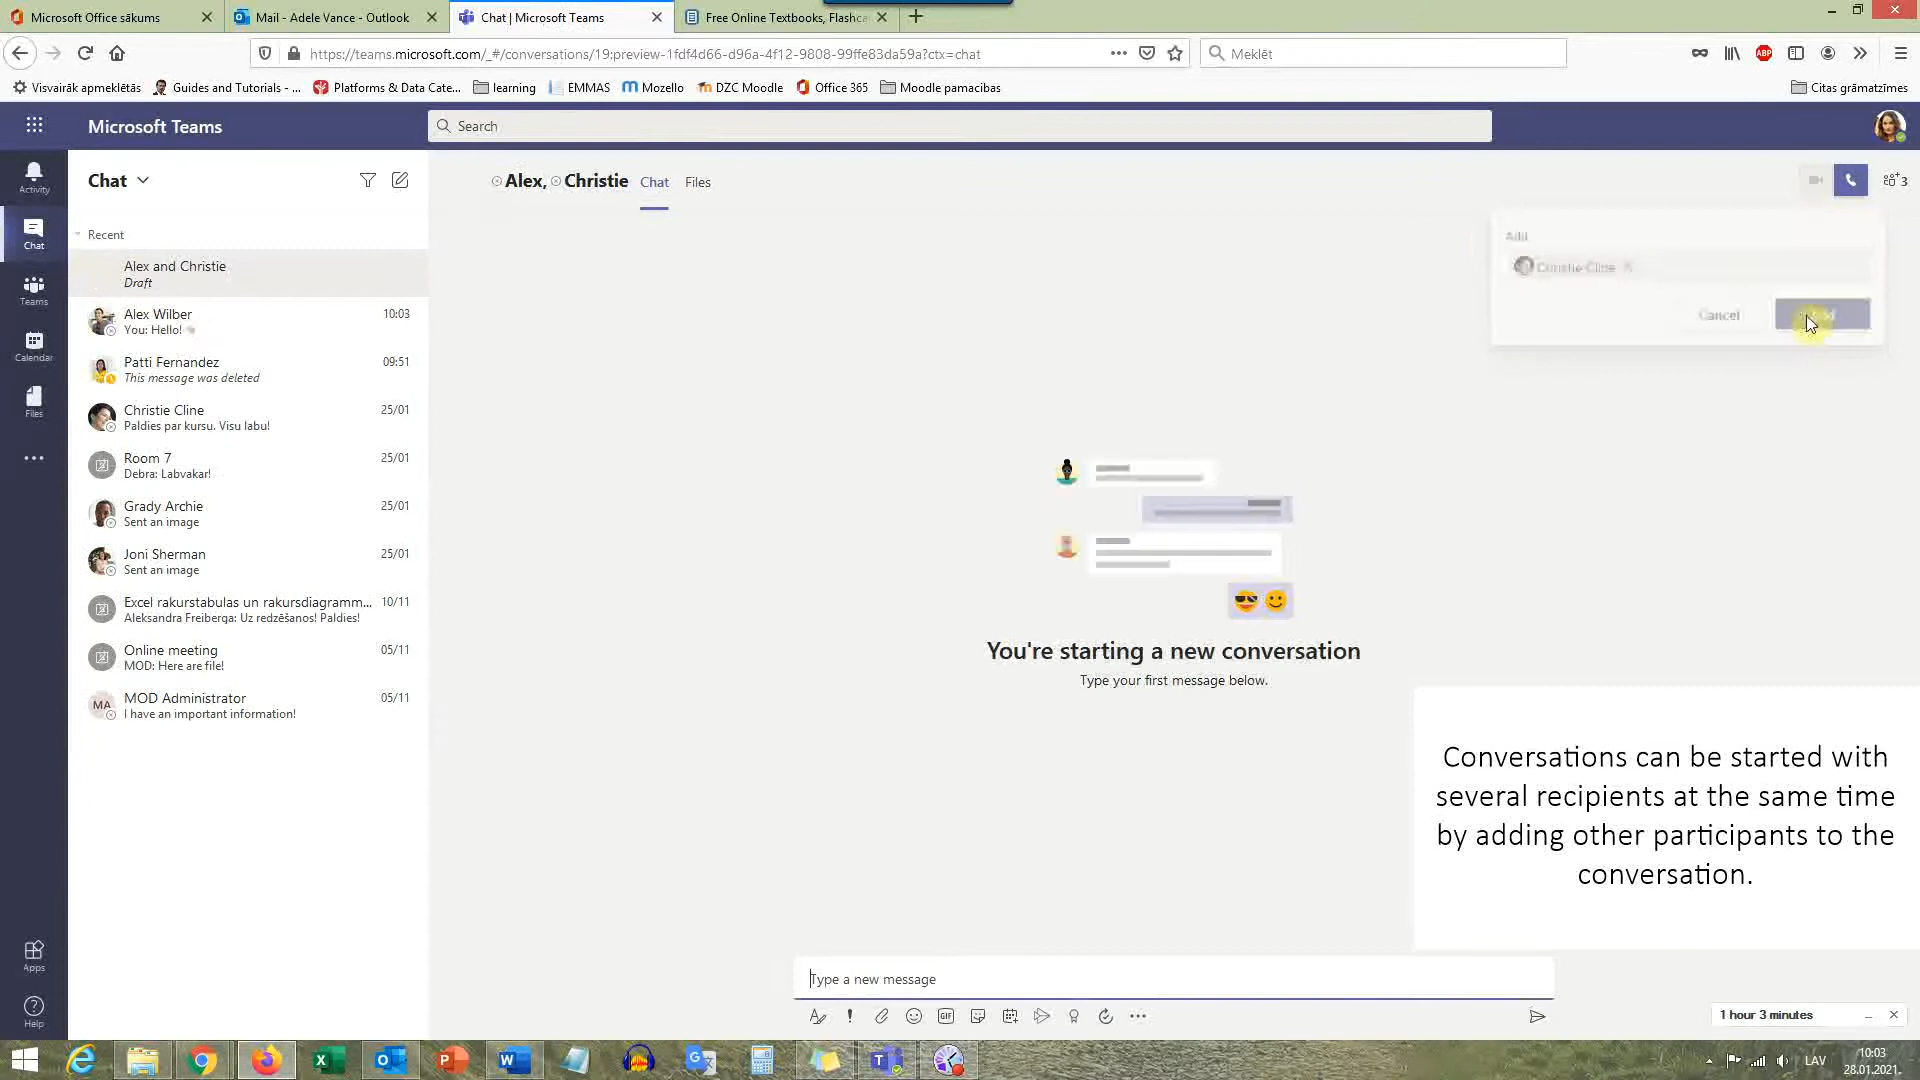 Microsoft Office sākums
Mail - Adele Vance - Outlook
Chat | Microsoft Teams
Free Online Textbooks, Flashca
https://teams.microsoft.com/_#/conversations/19:preview-1fdf4d66-d96a-4f12-9808-99ffe83da59a?ctx=chat
Meklēt
ABP
Visvairāk apmeklētās
Guides and Tutorials - ...
Platforms & Data Cate...
learning
EMMAS
Mozello
DZC Moodle
Office 365
Moodle pamacibas
Citas grāmatzīmes
Microsoft Teams
Search
Activity
Chat
Teams
Calendar
Files
Apps
Help
Chat
Recent
Alex and Christie
Draft
Alex Wilber 10:03
You: Hello!
Patti Fernandez 09:51
This message was deleted
Christie Cline 25/01
Paldies par kursu. Visu labu!
Room 7 25/01
Debra: Labvakar!
Grady Archie 25/01
Sent an image
Joni Sherman 25/01
Sent an image
Excel rakurstabulas un rakursdiagramm... 10/11
Aleksandra Freiberga: Uz redzēšanos! Paldies!
Online meeting 05/11
MOD: Here are file!
MA
MOD Administrator 05/11
I have an important information!
Alex, Christie Chat Files
3
Add
Christie Cline
Cancel
You're starting a new conversation
Type your first message below.
Conversations can be started with
several recipients at the same time
by adding other participants to the
conversation.
Type a new message
GIF
1 hour 3 minutes
LAV
10:03
28.01.2021.